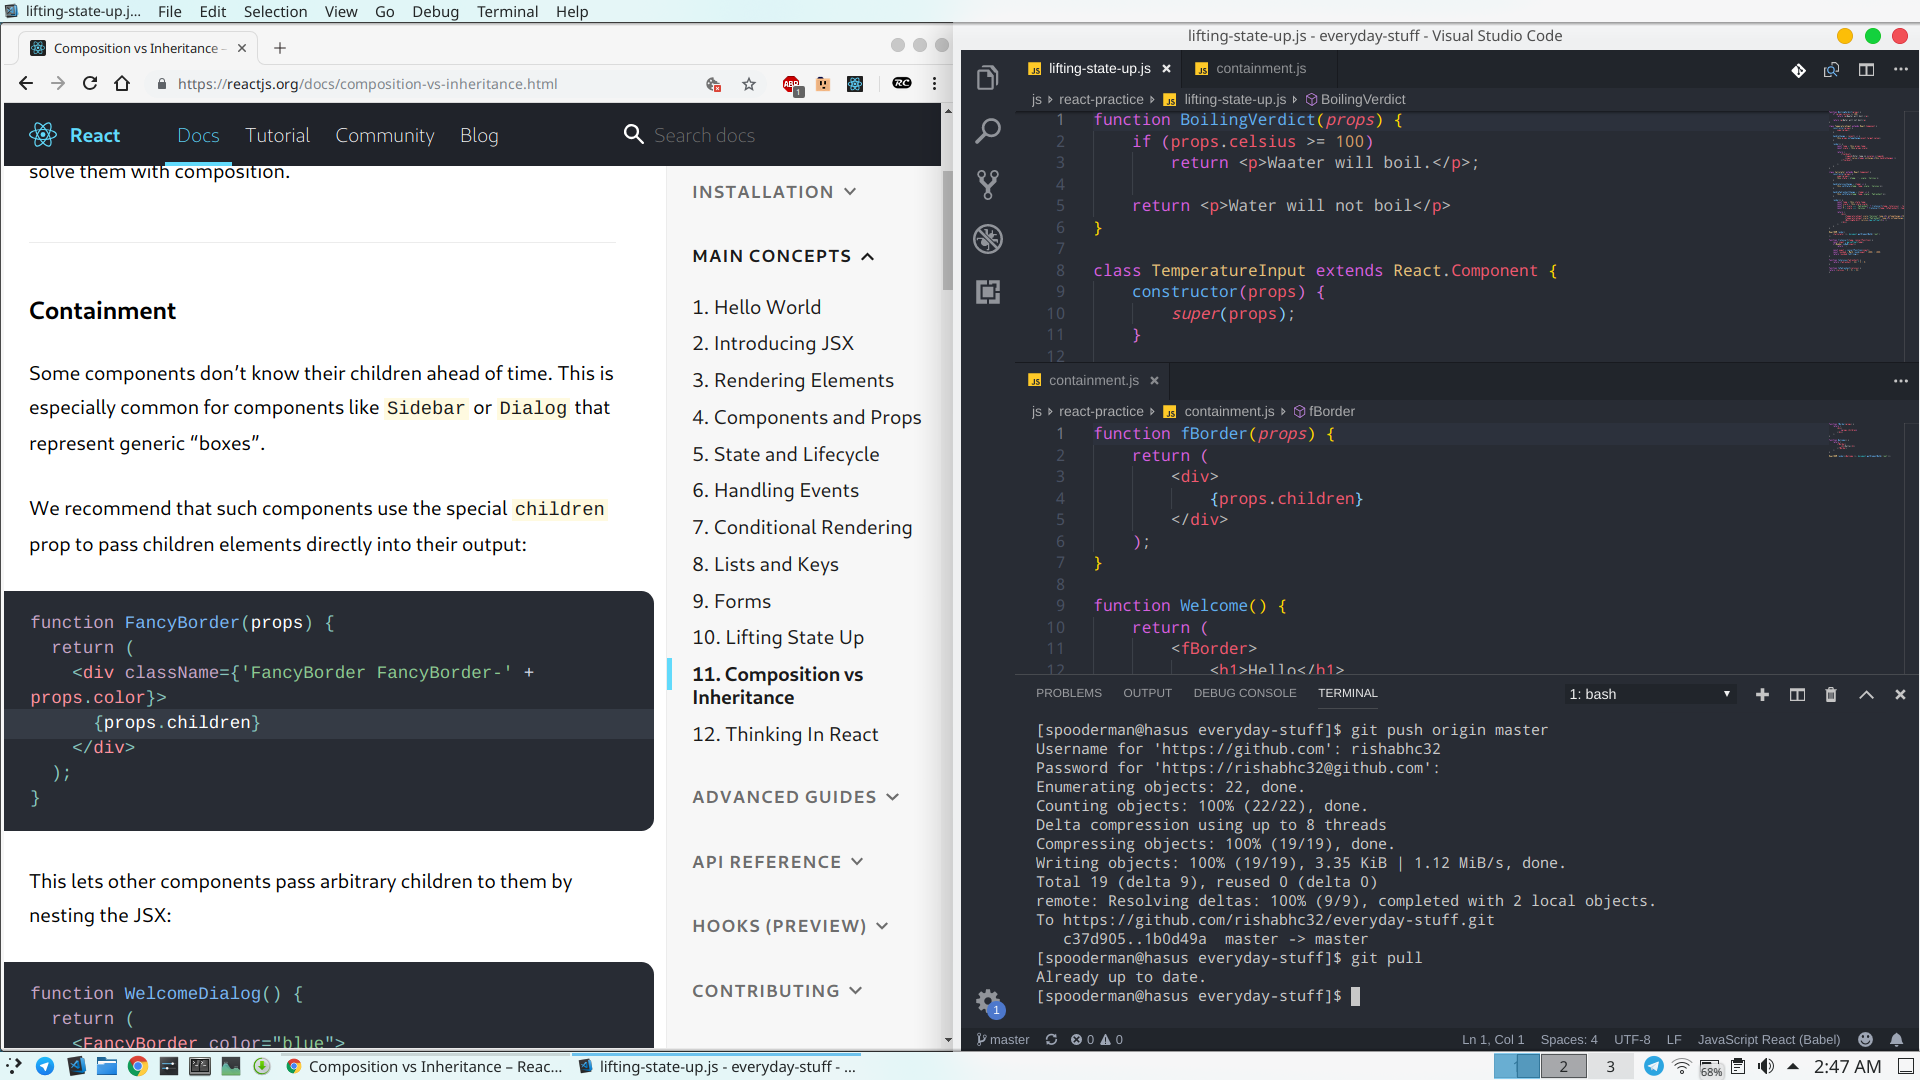 lifting-state-up.j... File Edit Selection View Go Debug Terminal Help
Composition vs Inheritance -
https://reactjs.org/docs/composition-vs-inheritance.html
ABP 1 RC
React Docs Tutorial Community Blog Search docs
solve them with composition.
Containment
Some components don’t know their children ahead of time. This is
especially common for components like Sidebar or Dialog that
represent generic “boxes”.
We recommend that such components use the special children
prop to pass children elements directly into their output:
function FancyBorder(props) {
return (
<div className={'FancyBorder FancyBorder-' +
props.color}>
{props.children}
</div>
);
}
This lets other components pass arbitrary children to them by
nesting the JSX:
function WelcomeDialog() {
return (
<FancyBorder color="blue">
INSTALLATION
MAIN CONCEPTS
1. Hello World
2. Introducing JSX
3. Rendering Elements
4. Components and Props
5. State and Lifecycle
6. Handling Events
7. Conditional Rendering
8. Lists and Keys
9. Forms
10. Lifting State Up
11. Composition vs
Inheritance
12. Thinking In React
ADVANCED GUIDES
API REFERENCE
HOOKS (PREVIEW)
CONTRIBUTING
lifting-state-up.js - everyday-stuff - Visual Studio Code
JS lifting-state-up.js × JS containment.js
js react-practice JS lifting-state-up.js BoilingVerdict
1 function BoilingVerdict(props) {
2 if (props.celsius >= 100)
3 return <p>Waater will boil.</p>;
4
5 return <p>Water will not boil</p>
6 }
7
8 class TemperatureInput extends React.Component {
9 constructor(props) {
10 super(props);
11 }
12
JS containment.js ×
js react-practice JS containment.js fBorder
1 function fBorder(props) {
2 return (
3 <div>
4 {props.children}
5 </div>
6 );
7 }
8
9 function Welcome() {
10 return (
11 <fBorder>
12 <h1>Hello</h1>
PROBLEMS OUTPUT DEBUG CONSOLE TERMINAL 1: bash
[spooderman@hasus everyday-stuff]$ git push origin master
Username for 'https://github.com': rishabhc32
Password for 'https://rishabhc32@github.com':
Enumerating objects: 22, done.
Counting objects: 100% (22/22), done.
Delta compression using up to 8 threads
Compressing objects: 100% (19/19), done.
Writing objects: 100% (19/19), 3.35 KiB | 1.12 MiB/s, done.
Total 19 (delta 9), reused 0 (delta 0)
remote: Resolving deltas: 100% (9/9), completed with 2 local objects.
To https://github.com/rishabhc32/everyday-stuff.git
c37d905..1b0d49a master -> master
[spooderman@hasus everyday-stuff]$ git pull
Already up to date.
[spooderman@hasus everyday-stuff]$
1
master 0 0 Ln 1, Col 1 Spaces: 4 UTF-8 LF JavaScript React (Babel)
Composition vs Inheritance – Reac... lifting-state-up.js - everyday-stuff - ... 1 2 3 68% 2:47 AM